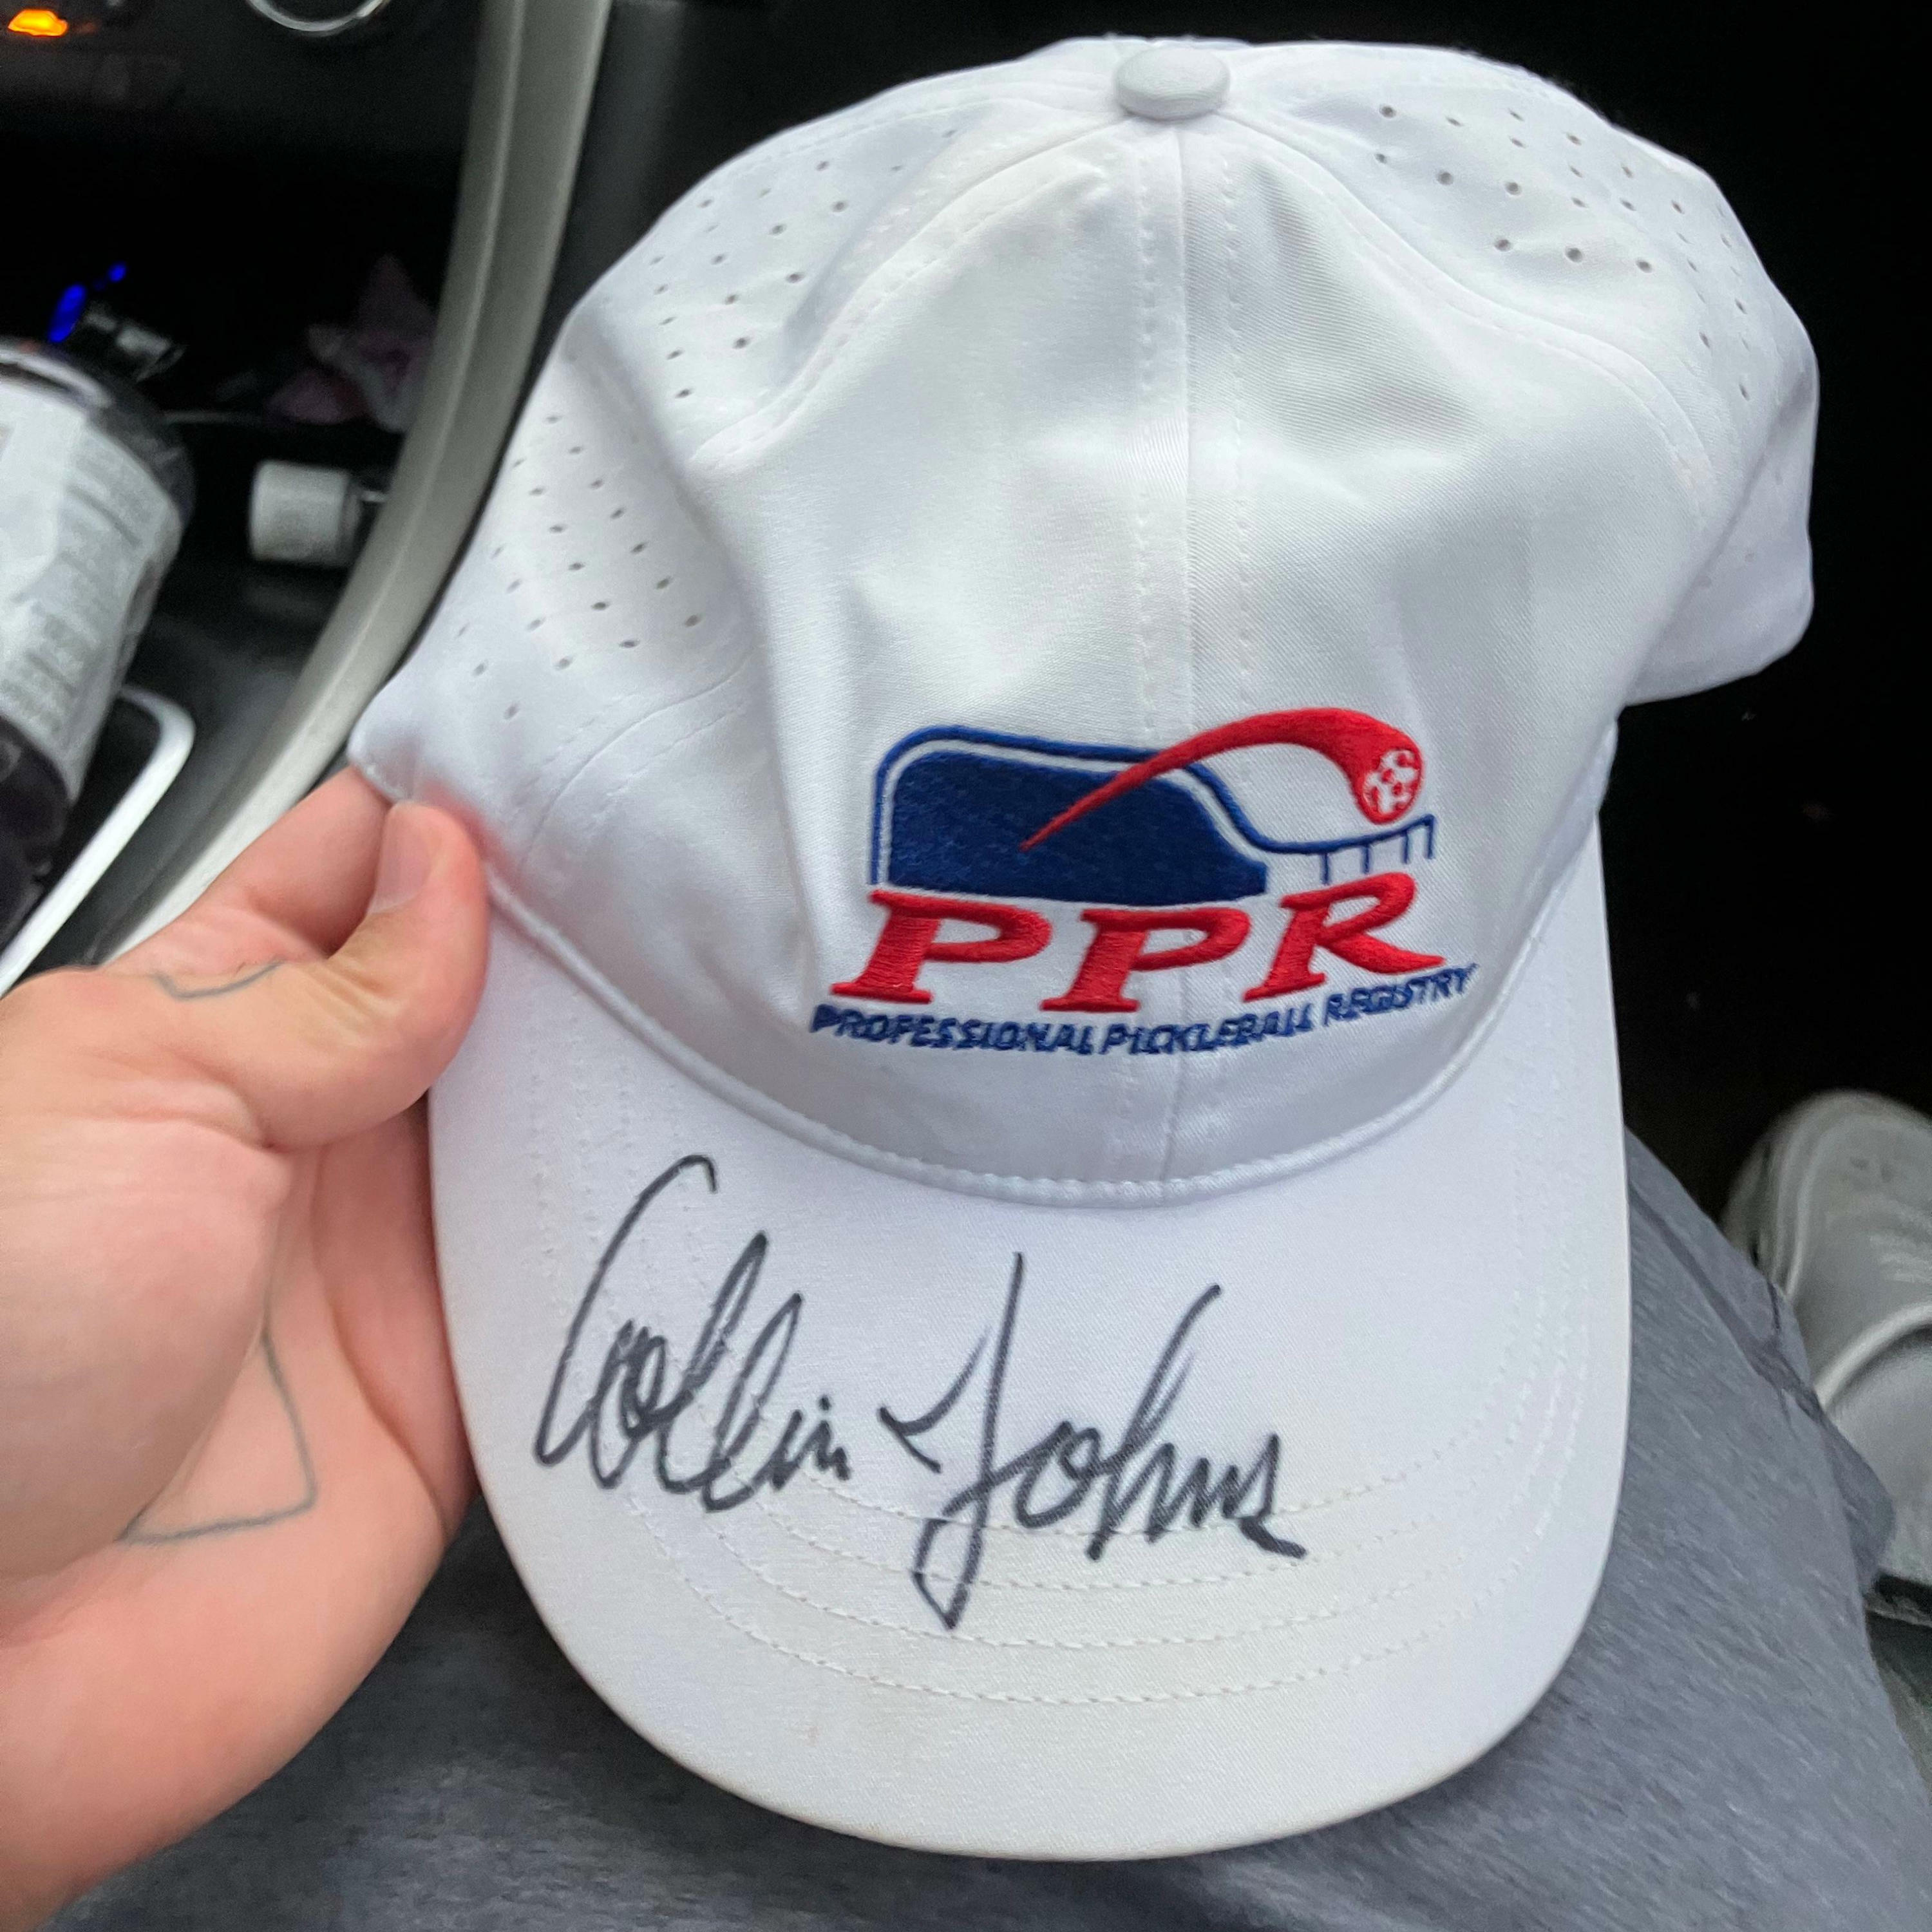 PPR
PROFESSIONAL PICKLEBALL REGISTRY
Collin Johns